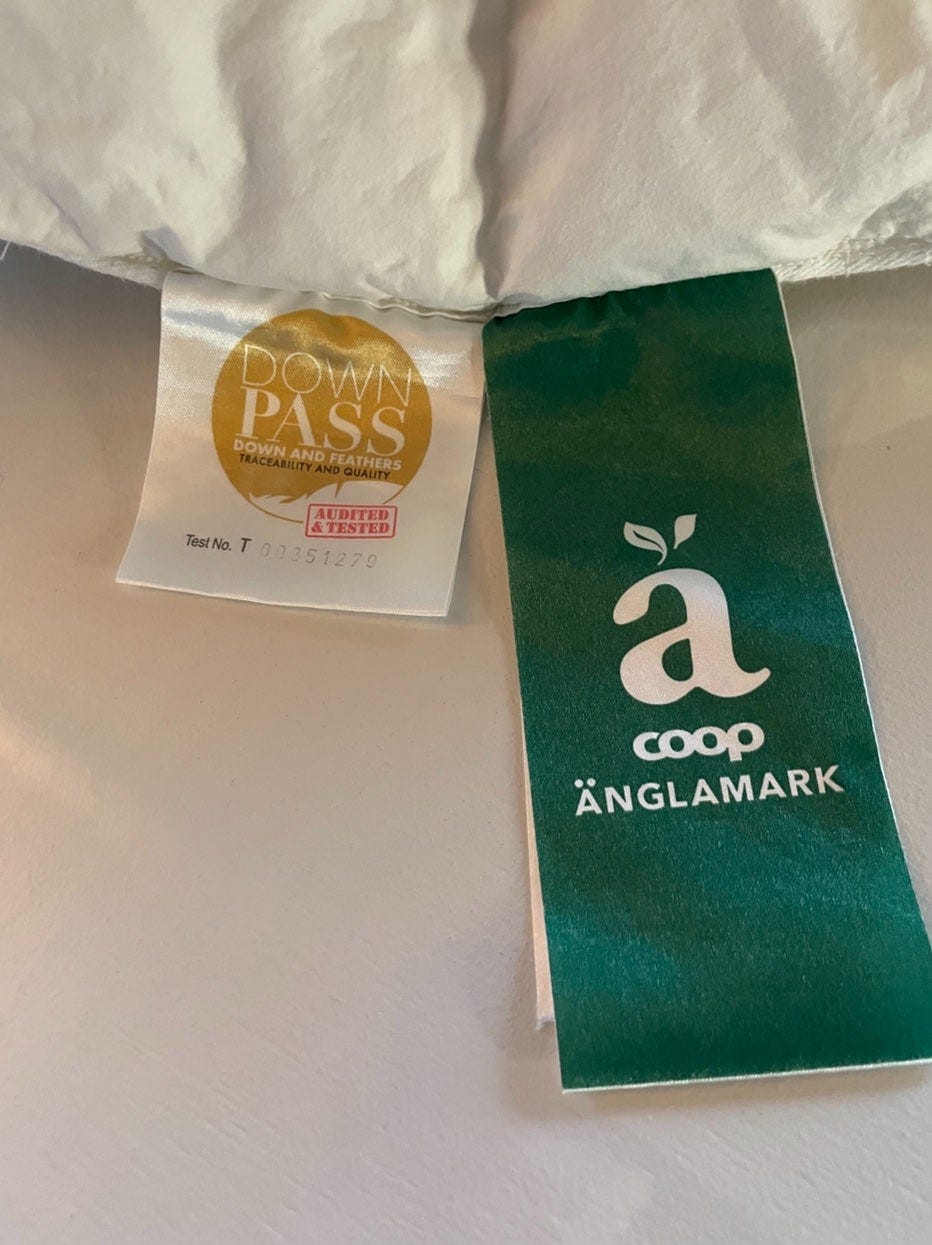 DOWN
PASS
DOWN AND FEATHERS
TRACEABILITY AND QUALITY
AUDITED
& TESTED
Test No. T 00351279
a
coop
ÄNGLAMARK